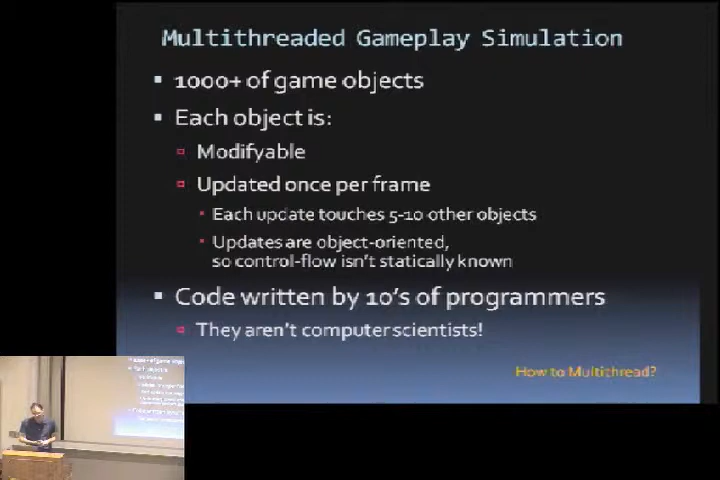 Multithreaded Gameplay Simulation
1000+ of game objects
Each object is:
Modifyable
Updated once per frame
Each update touches 5-10 other objects
Updates are object-oriented,
so control-flow isn't statically known
Code written by 10's of programmers
They aren't computer scientists!
How to Multithread?